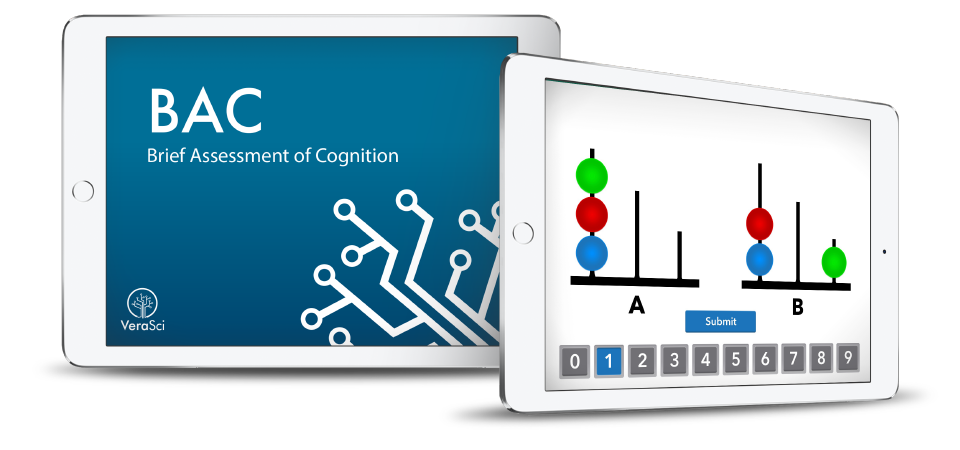 BAC
Brief Assessment of Cognition
VeraSci
A
B
Submit
0 1 2 3 4 5 6 7 8 9